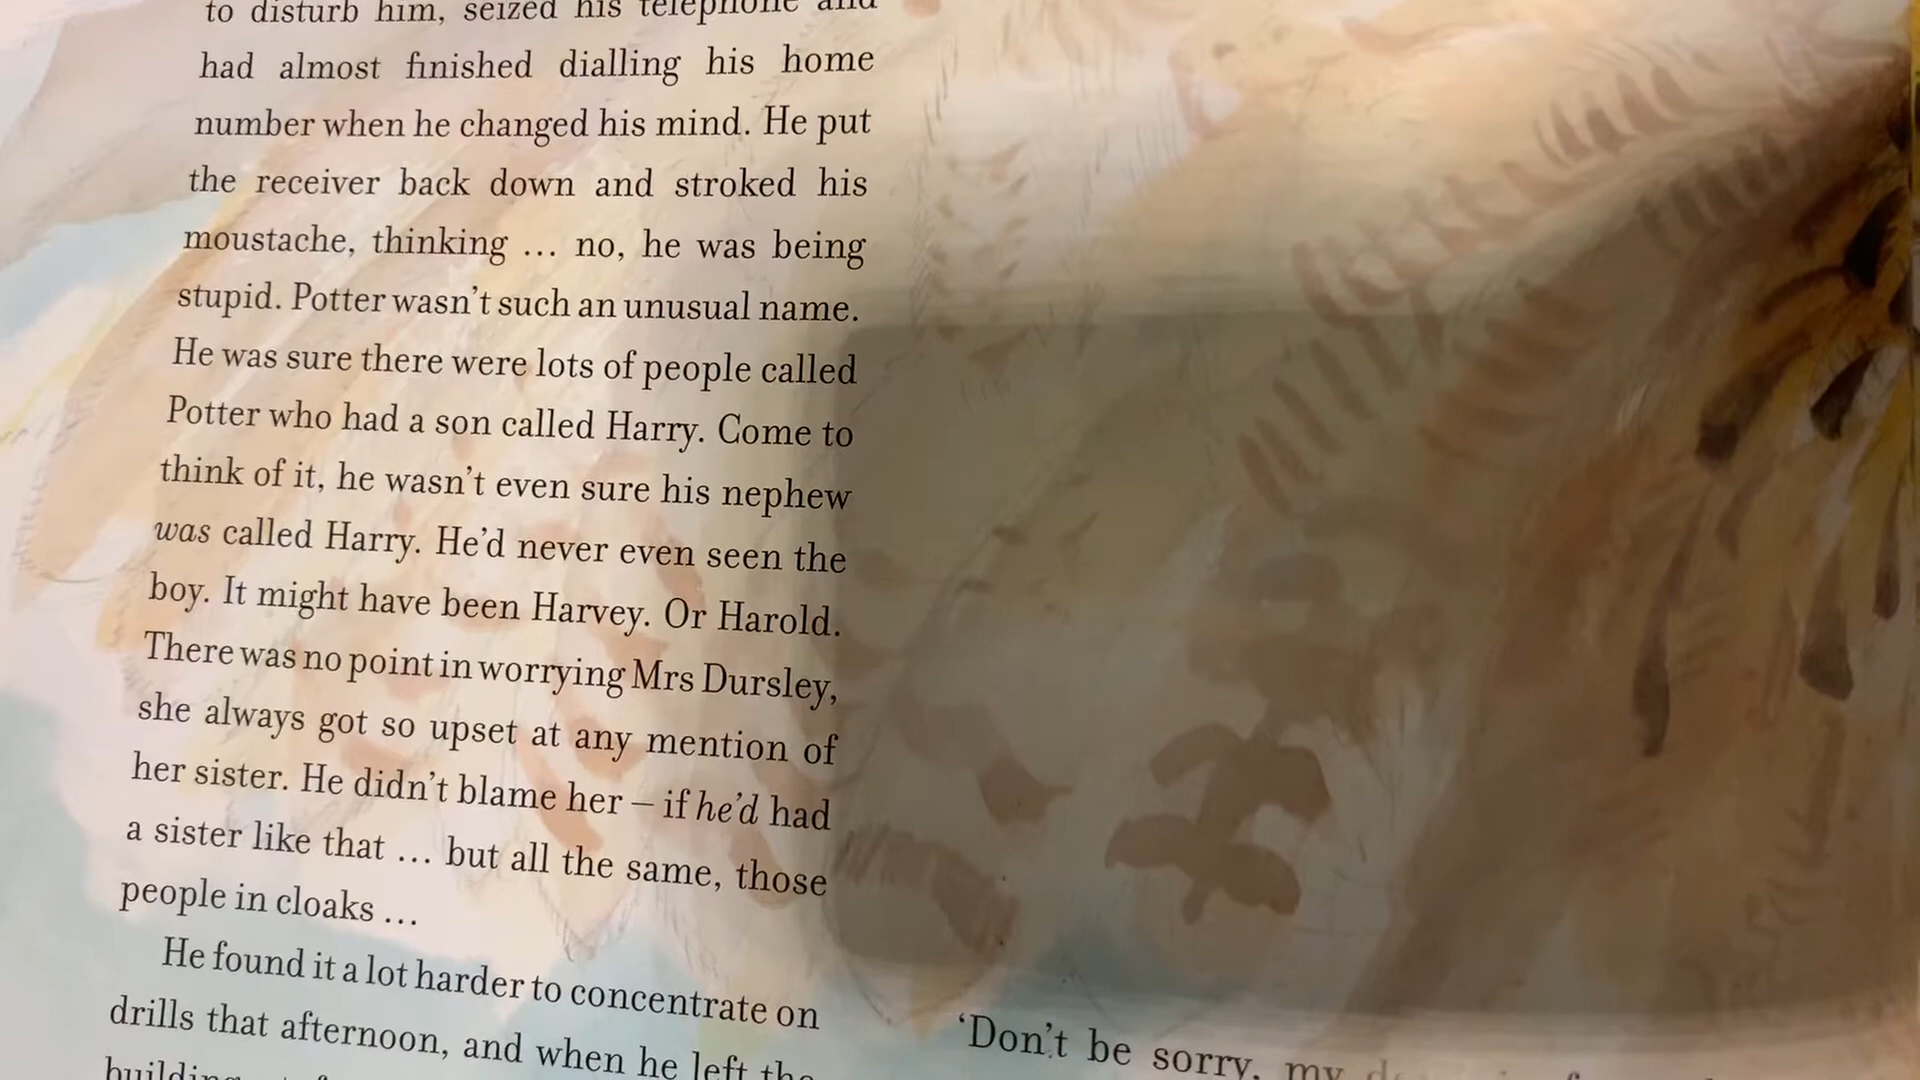 to disturb him, seized his telephone and
had almost finished dialling his home
number when he changed his mind. He put
the receiver back down and stroked his
moustache, thinking … no, he was being
stupid. Potter wasn’t such an unusual name.
He was sure there were lots of people called
Potter who had a son called Harry. Come to
think of it, he wasn’t even sure his nephew
was called Harry. He’d never even seen the
boy. It might have been Harvey. Or Harold.
There was no point in worrying Mrs Dursley,
she always got so upset at any mention of
her sister. He didn’t blame her – if he’d had
a sister like that … but all the same, those
people in cloaks …
He found it a lot harder to concentrate on
drills that afternoon, and when he left the
building
‘Don’t be sorry, my